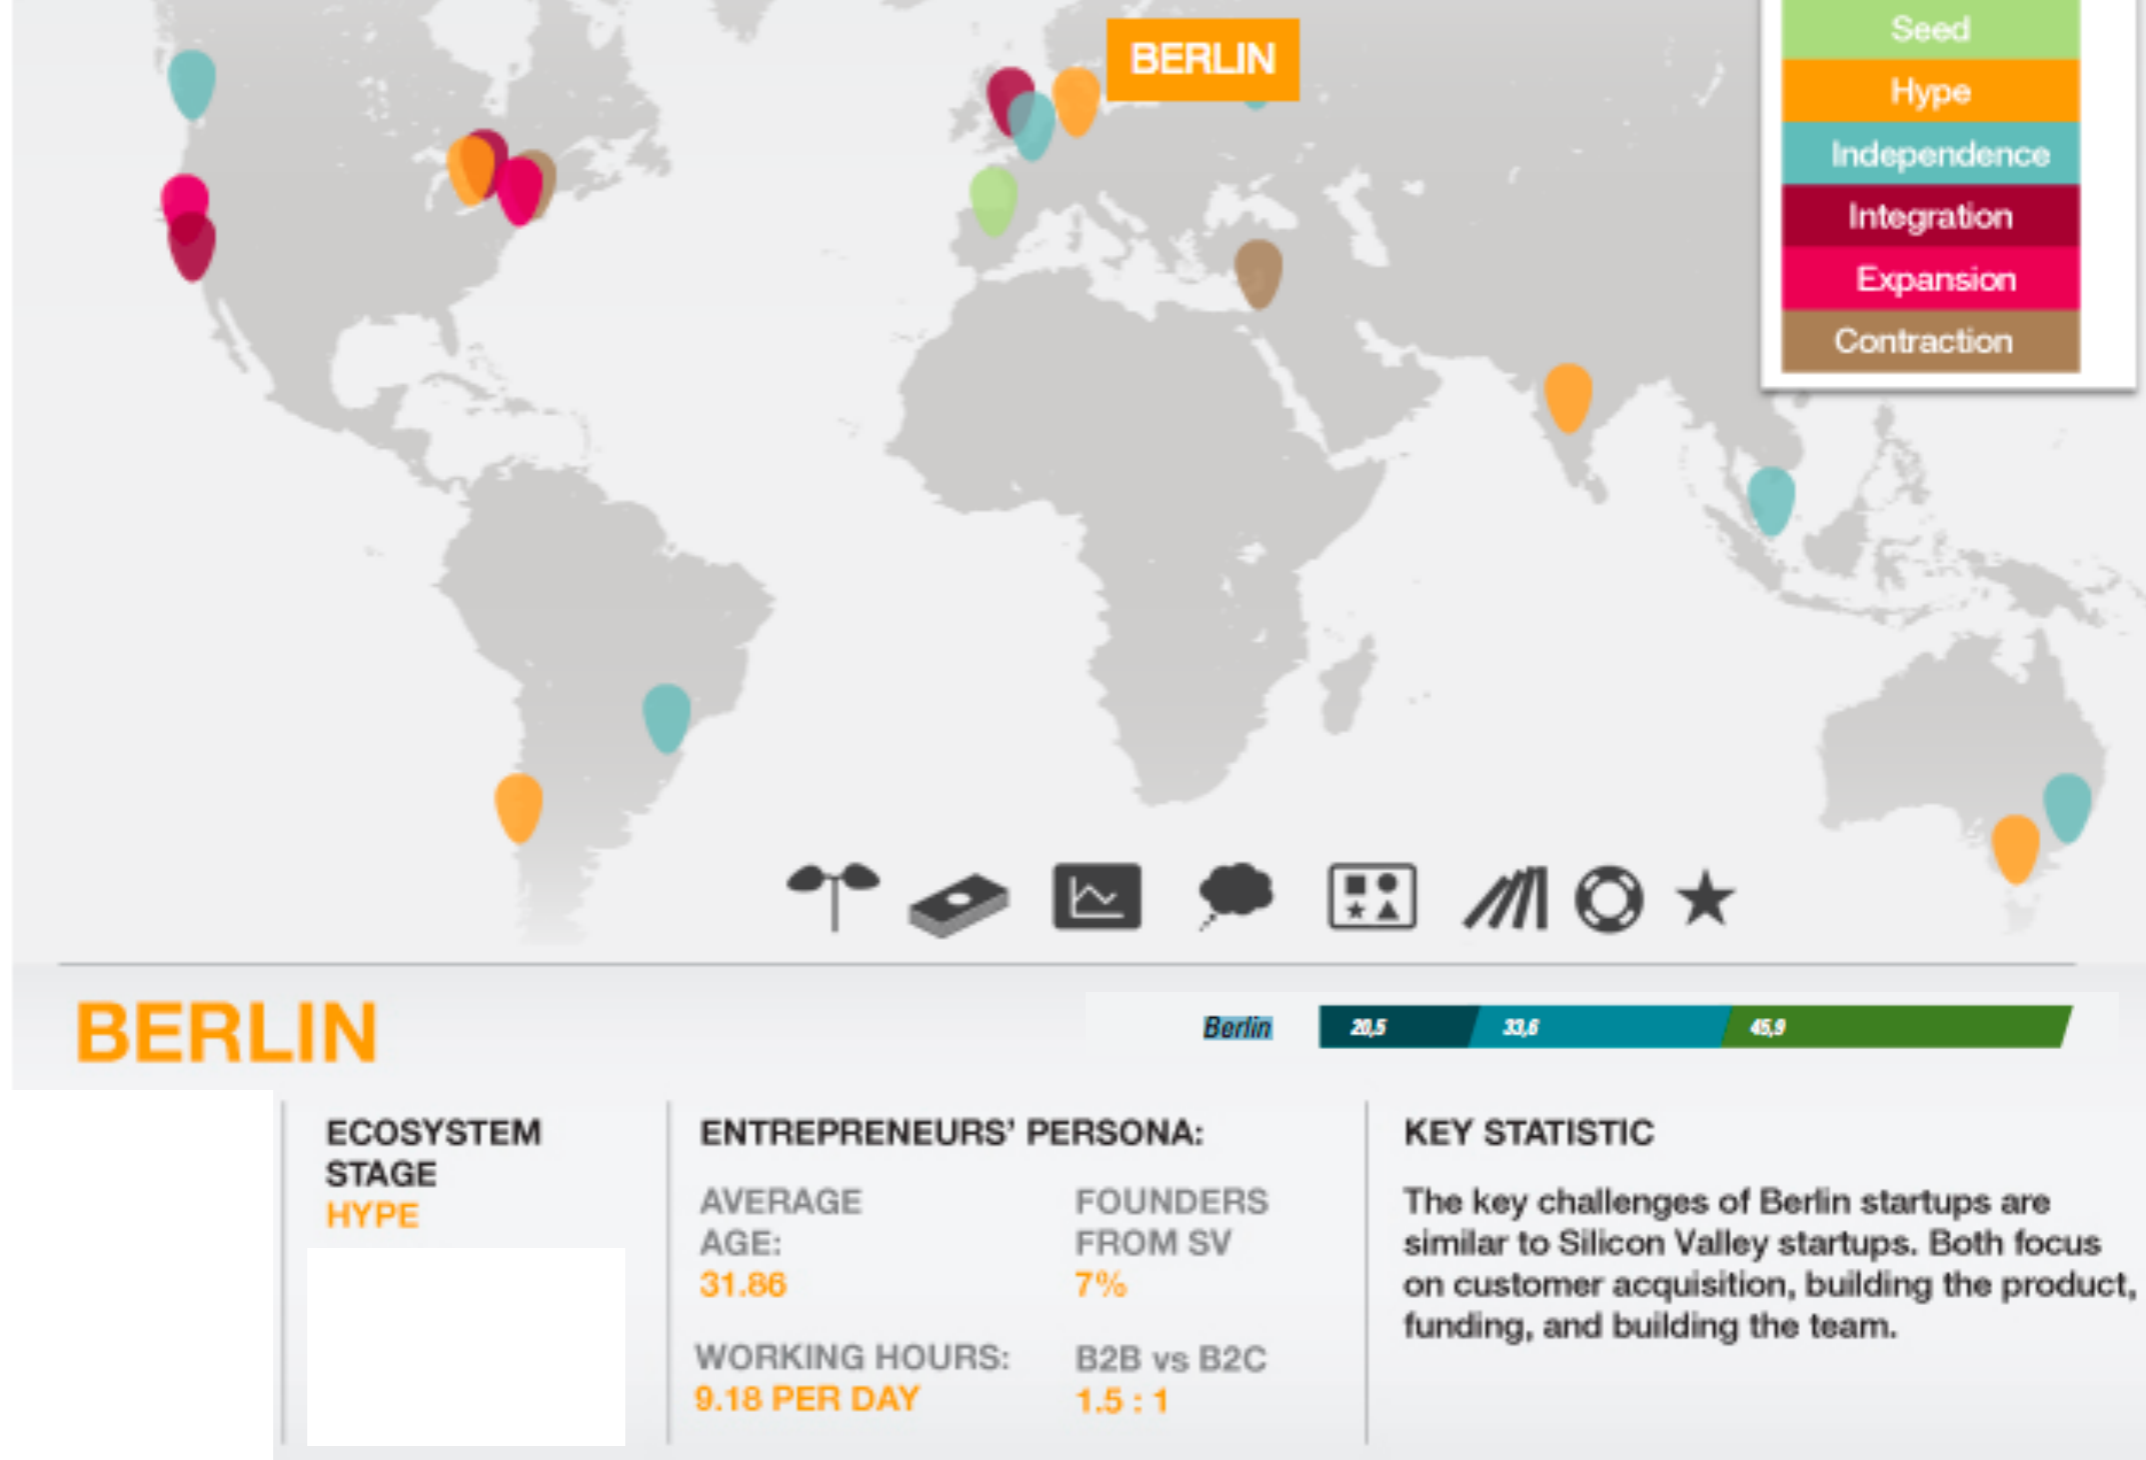 BERLIN
Seed
Hype
Independence
Integration
Expansion
Contraction
BERLIN
Berlin
20,5
33,6
45,9
ECOSYSTEM
STAGE
HYPE
ENTREPRENEURS' PERSONA:
AVERAGE
AGE:
31.86
FOUNDERS
FROM SV
7%
WORKING HOURS:
9.18 PER DAY
B2B vs B2C
1.5 : 1
KEY STATISTIC
The key challenges of Berlin startups are
similar to Silicon Valley startups. Both focus
on customer acquisition, building the product,
funding, and building the team.